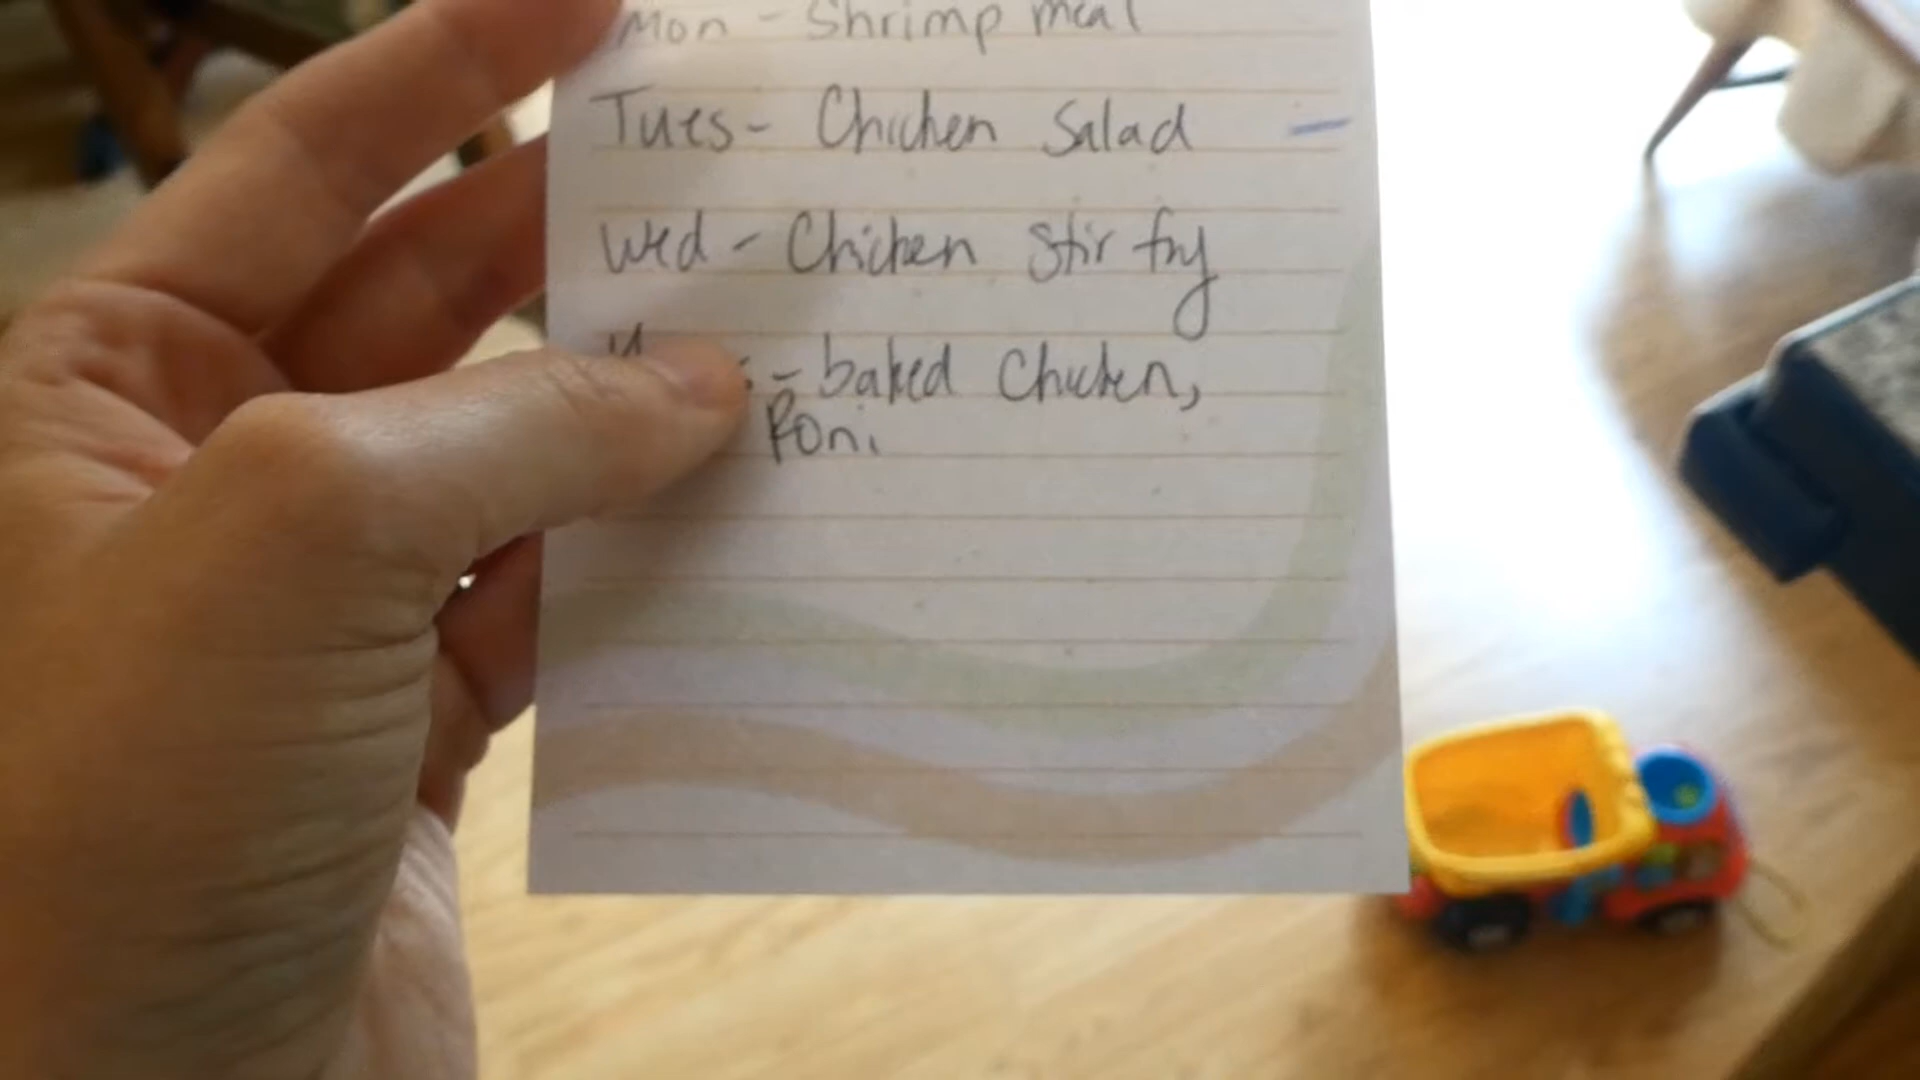 Mon - Shrimp meal
Tues - Chicken Salad -
Wed - Chicken Stir fry
- baked Chicken,
Roni